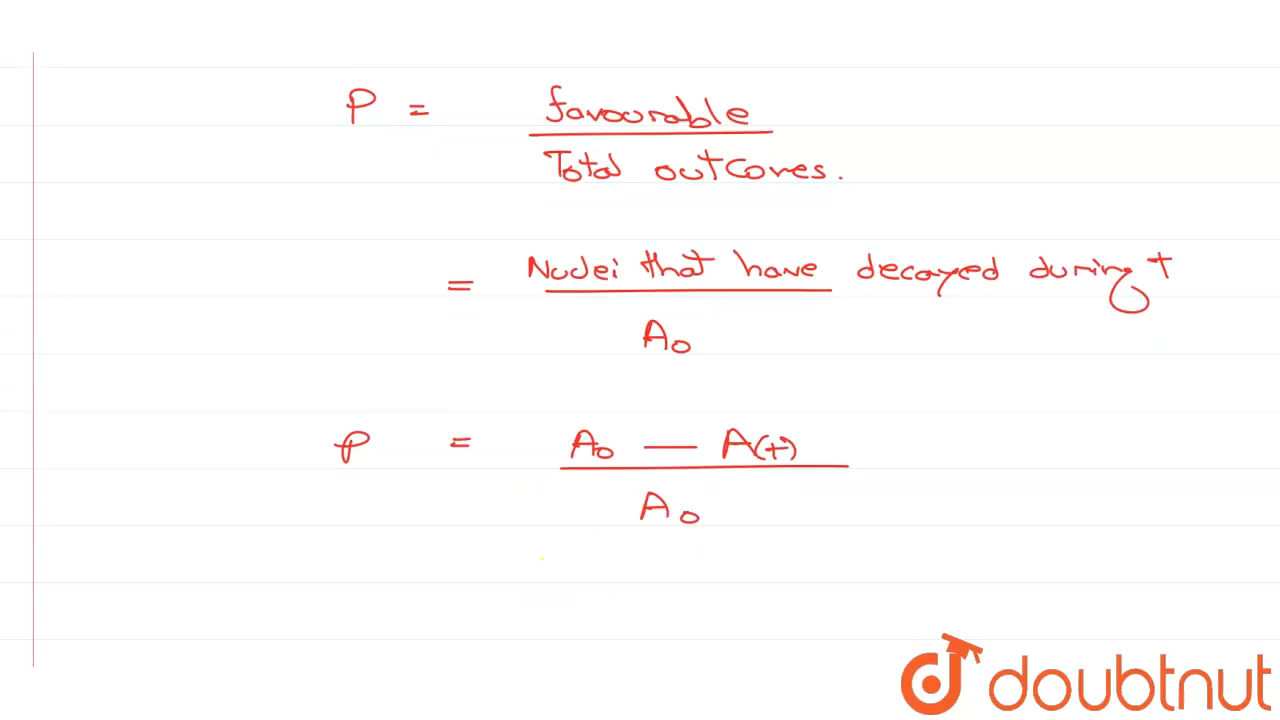 P = favourable
Total outcomes.
= Nuclei that have decayed during t
A0
P = A0 — A(t)
A0
doubtnut